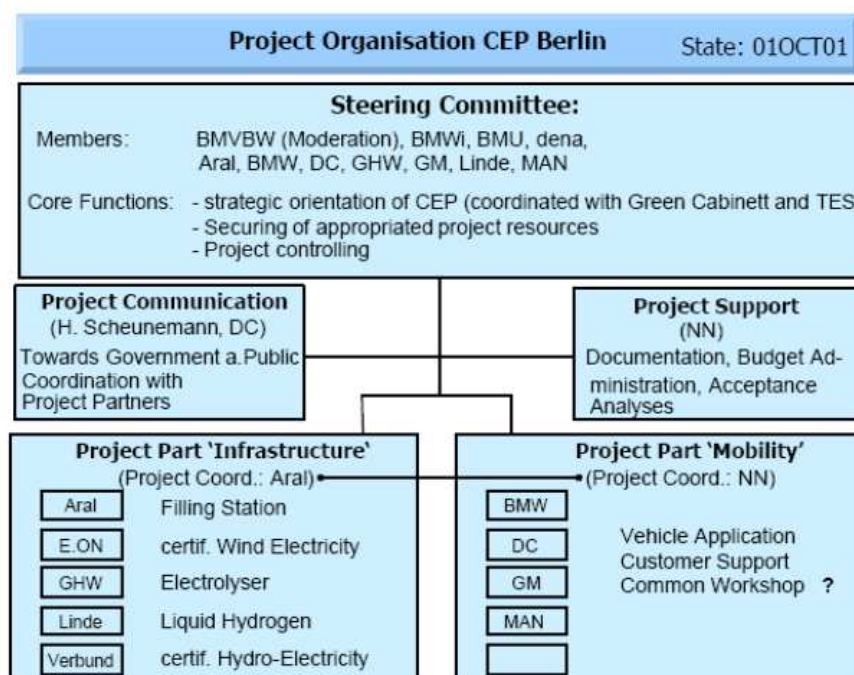 Project Organisation CEP Berlin State: 01OCT01
Steering Committee:
Members: BMVBW (Moderation), BMWi, BMU, dena,
Aral, BMW, DC, GHW, GM, Linde, MAN
Core Functions: - strategic orientation of CEP (coordinated with Green Cabinett and TES
- Securing of appropriated project resources
- Project controlling
Project Communication
(H. Scheunemann, DC)
Towards Government a.Public
Coordination with
Project Partners
Project Support
(NN)
Documentation, Budget Ad-
ministration, Acceptance
Analyses
Project Part ‘Infrastructure‘
(Project Coord.: Aral)
Aral Filling Station
E.ON certif. Wind Electricity
GHW Electrolyser
Linde Liquid Hydrogen
Verbund certif. Hydro-Electricity
Project Part ‘Mobility’
(Project Coord.: NN)
BMW
DC
GM
MAN
Vehicle Application
Customer Support
Common Workshop ?